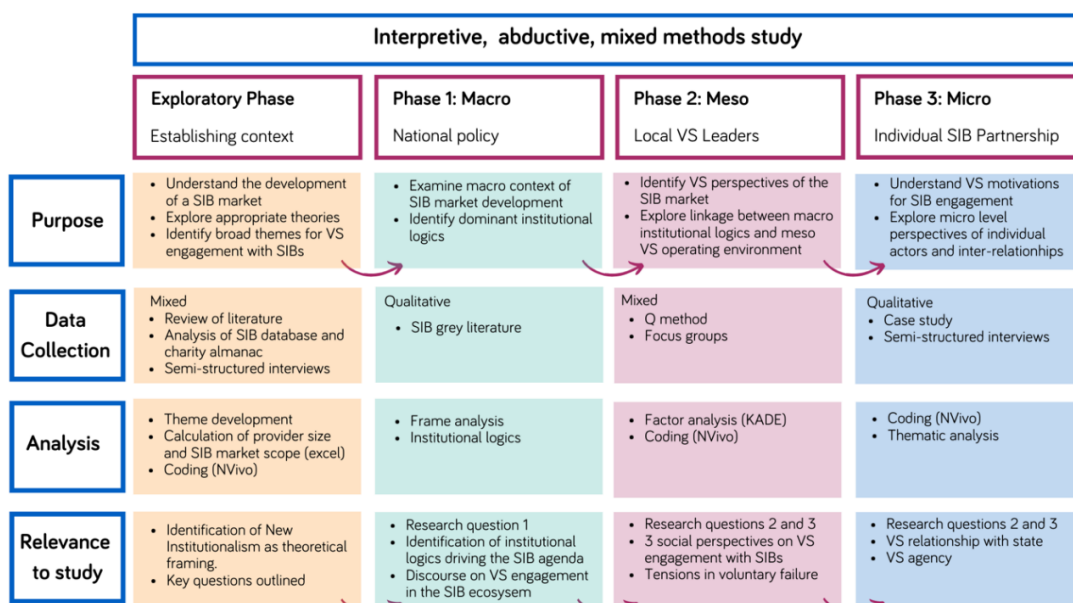 Interpretive, abductive, mixed methods study
Exploratory Phase
Establishing context
Phase 1: Macro
National policy
Phase 2: Meso
Local VS Leaders
Phase 3: Micro
Individual SIB Partnership
Purpose
• Understand the development
of a SIB market
• Explore appropriate theories
• Identify broad themes for VS
engagement with SIBs
• Examine macro context of
SIB market development
• Identify dominant institutional
logics
• Identify VS perspectives of the
SIB market
• Explore linkage between macro
institutional logics and meso
VS operating environment
• Understand VS motivations
for SIB engagement
• Explore micro level
perspectives of individual
actors and inter-relationships
Data
Collection
Mixed
• Review of literature
• Analysis of SIB database and
charity almanac
• Semi-structured interviews
Qualitative
• SIB grey literature
Mixed
• Q method
• Focus groups
Qualitative
• Case study
• Semi-structured interviews
Analysis
• Theme development
• Calculation of provider size
and SIB market scope (excel)
• Coding (NVivo)
• Frame analysis
• Institutional logics
• Factor analysis (KADE)
• Coding (NVivo)
• Coding (NVivo)
• Thematic analysis
Relevance
to study
• Identification of New
Institutionalism as theoretical
framing.
• Key questions outlined
• Research question 1
• Identification of institutional
logics driving the SIB agenda
• Discourse on VS engagement
in the SIB ecosyem
• Research questions 2 and 3
• 3 social perspectives on VS
engagement with SIBs
• Tensions in voluntary failure
• Research questions 2 and 3
• VS relationship with state
• VS agency